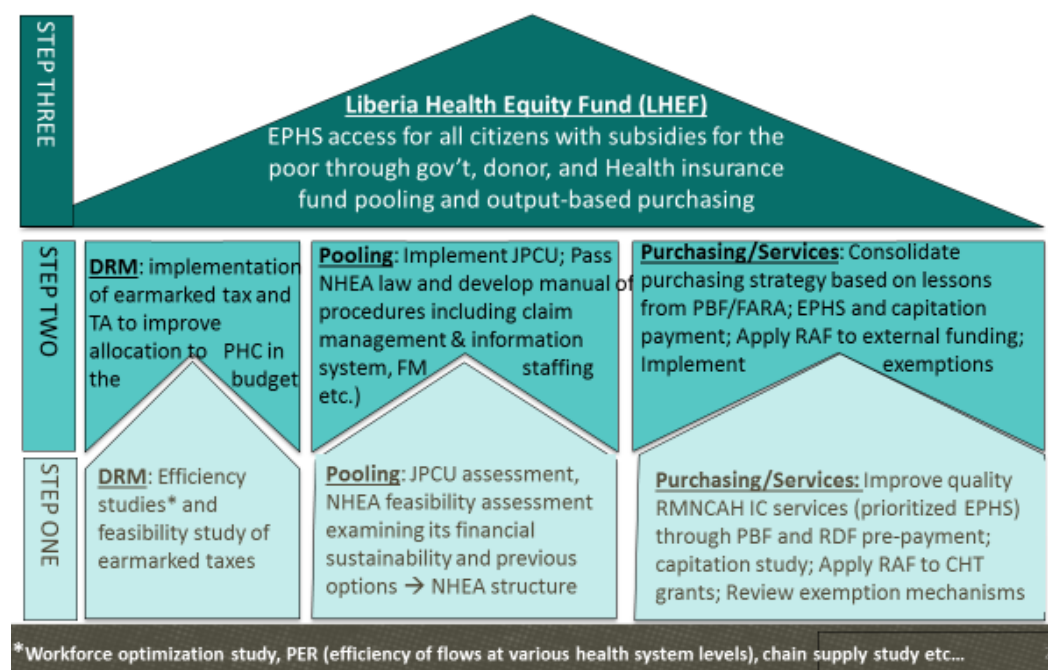 STEP THREE
Liberia Health Equity Fund (LHEF)
EPHS access for all citizens with subsidies for the
poor through gov't, donor, and Health insurance
fund pooling and output-based purchasing
STEP TWO
DRM: implementation
of earmarked tax and
TA to improve
allocation to PHC in
the budget
Pooling: Implement JPCU; Pass
NHEA law and develop manual of
procedures including claim
management & information
system, FM staffing
etc.)
Purchasing/Services: Consolidate
purchasing strategy based on lessons
from PBF/FARA; EPHS and capitation
payment; Apply RAF to external funding;
Implement exemptions
STEP ONE
DRM: Efficiency
studies* and
feasibility study of
earmarked taxes
Pooling: JPCU assessment,
NHEA feasibility assessment
examining its financial
sustainability and previous
options → NHEA structure
Purchasing/Services: Improve quality
RMNCAH IC services (prioritized EPHS)
through PBF and RDF pre-payment;
capitation study; Apply RAF to CHT
grants; Review exemption mechanisms
*Workforce optimization study, PER (efficiency of flows at various health system levels), chain supply study etc...